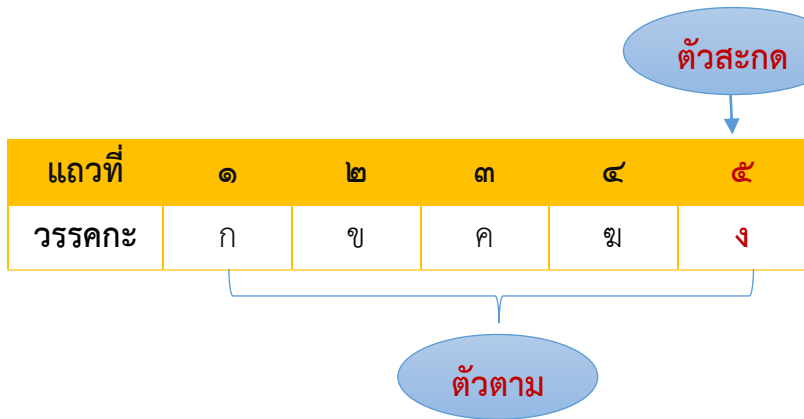 ตัวสะกด
แถวที่ ๑ ๒ ๓ ๔ ๕
วรรคกะ ก ข ค ฆ ง
ตัวตาม